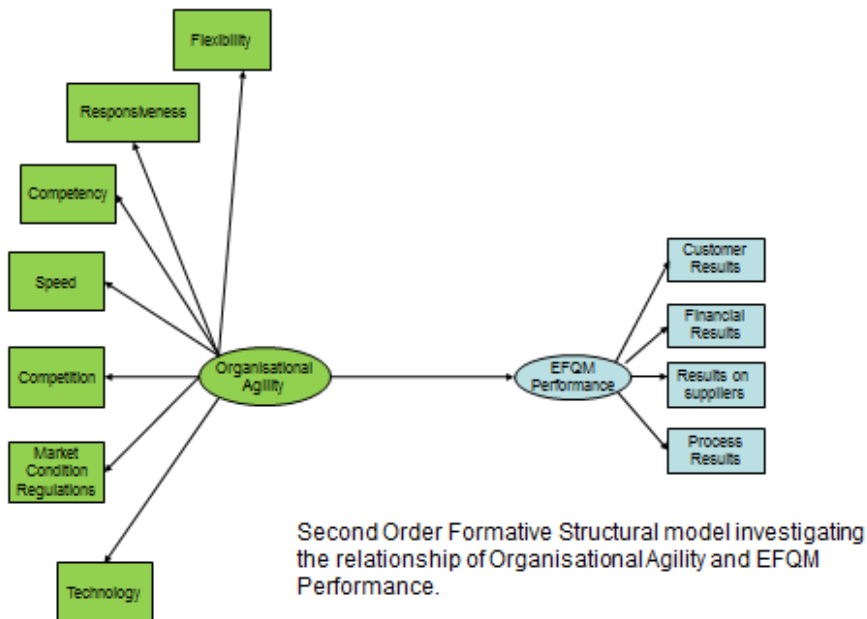 Flexibility
Responsiveness
Competency
Speed
Competition
Market
Condition
Regulations
Technology
Organisational
Agility
EFQM
Performance
Customer
Results
Financial
Results
Results on
suppliers
Process
Results
Second Order Formative Structural model investigating
the relationship of Organisational Agility and EFQM
Performance.